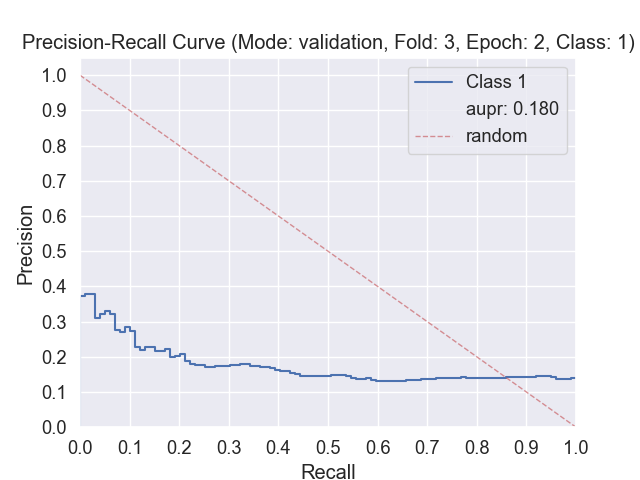 Precision-Recall Curve (Mode: validation, Fold: 3, Epoch: 2, Class: 1)
Class 1
aupr: 0.180
random
Precision
1.0
0.9
0.8
0.7
0.6
0.5
0.4
0.3
0.2
0.1
0.0
0.0 0.1 0.2 0.3 0.4 0.5 0.6 0.7 0.8 0.9 1.0
Recall